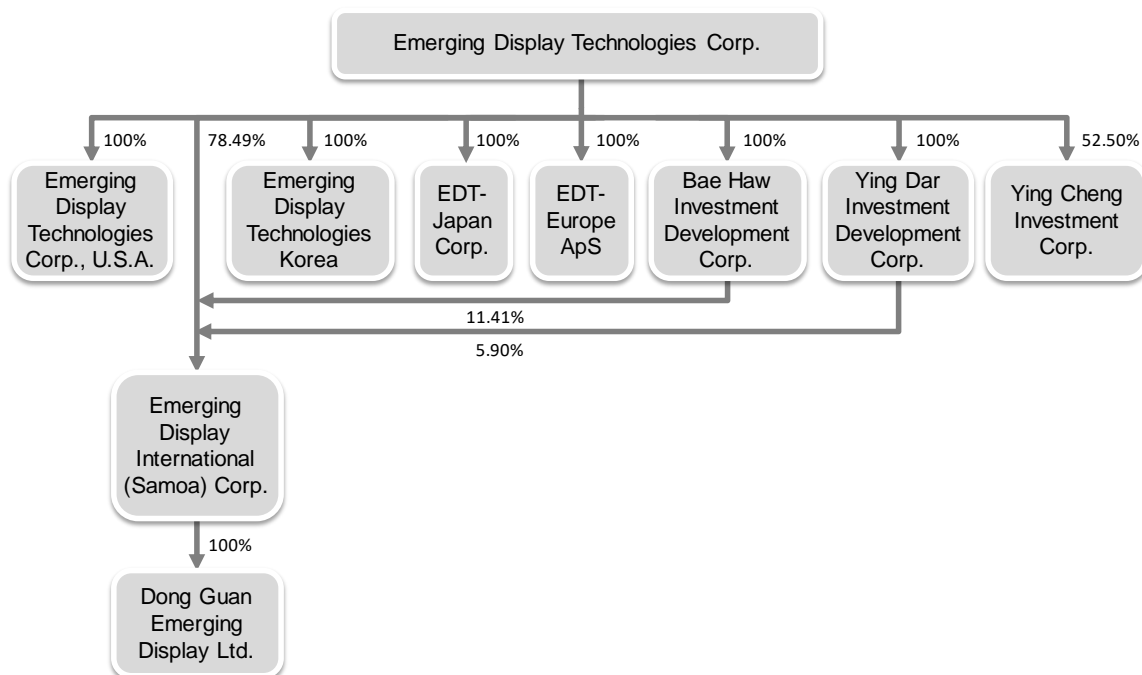 Emerging Display Technologies Corp.
100%
78.49%
100%
100%
100%
100%
100%
52.50%
Emerging
Display
Technologies
Corp., U.S.A.
Emerging
Display
Technologies
Korea
EDT-
Japan
Corp.
EDT-
Europe
ApS
Bae Haw
Investment
Development
Corp.
Ying Dar
Investment
Development
Corp.
Ying Cheng
Investment
Corp.
11.41%
5.90%
Emerging
Display
International
(Samoa) Corp.
100%
Dong Guan
Emerging
Display Ltd.